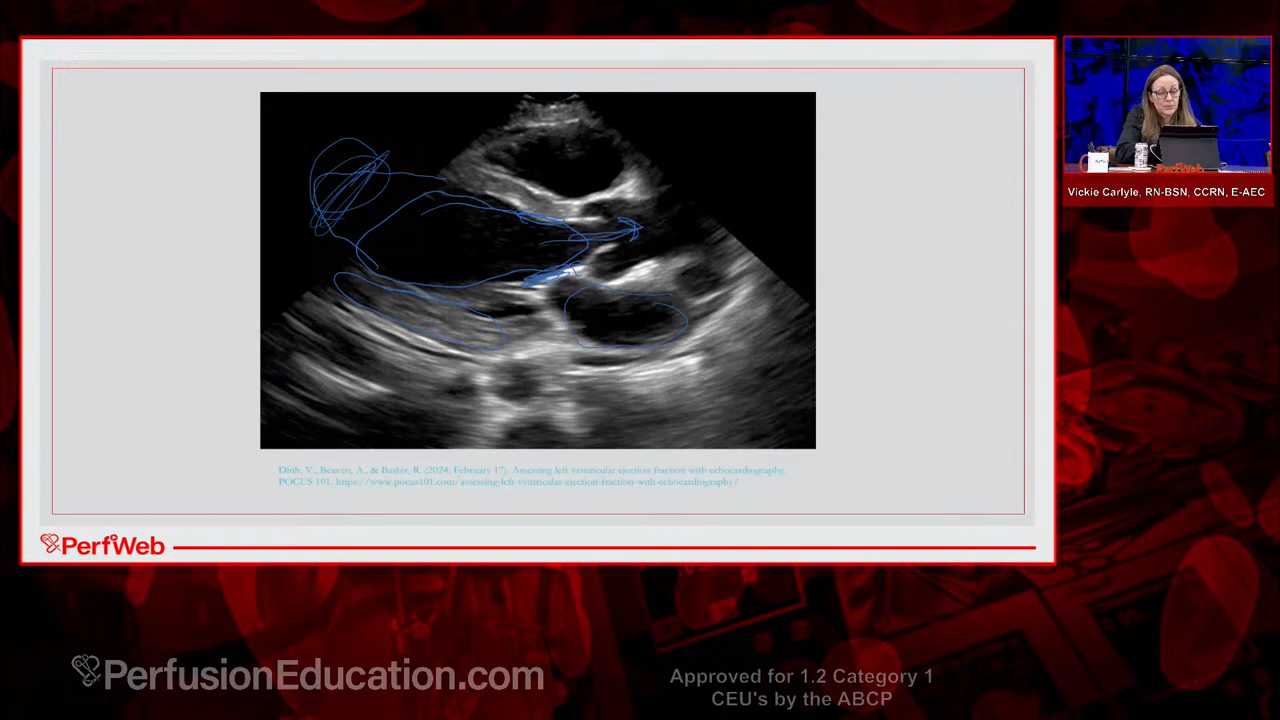 Vickie Carlyle, RN-BSN, CCRN, E-AEC
Dinh, V., Beaven, A., & Bashir, R. (2024, February 17). Assessing left ventricular ejection fraction with echocardiography.
POCUS 101. https://www.pocus101.com/assessing-left-ventricular-ejection-fraction-with-echocardiography/
PerfWeb
PerfusionEducation.com
Approved for 1.2 Category 1
CEU's by the ABCP